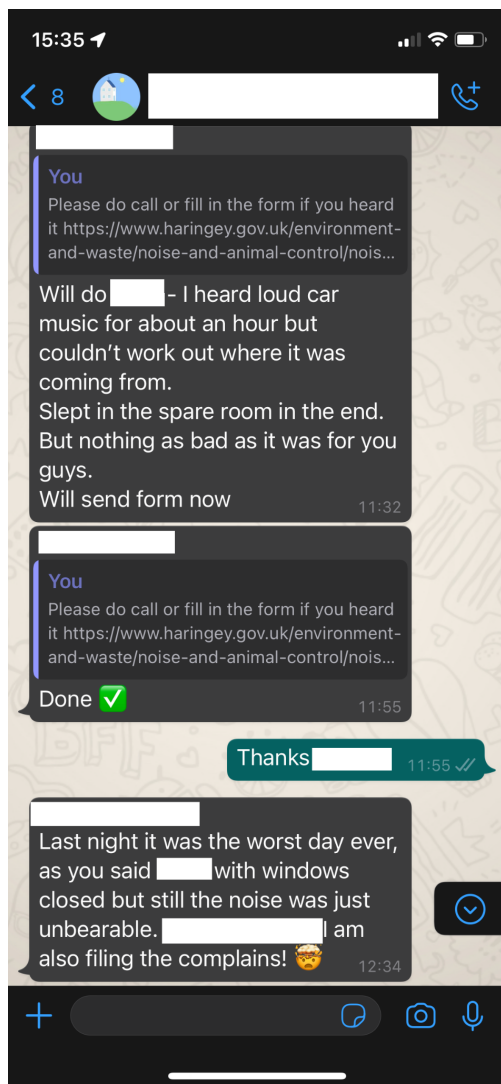 15:35
8
You
Please do call or fill in the form if you heard
it https://www.haringey.gov.uk/environment-
and-waste/noise-and-animal-control/nois...
Will do - I heard loud car
music for about an hour but
couldn’t work out where it was
coming from.
Slept in the spare room in the end.
But nothing as bad as it was for you
guys.
Will send form now
11:32
You
Please do call or fill in the form if you heard
it https://www.haringey.gov.uk/environment-
and-waste/noise-and-animal-control/nois...
Done ✅
11:55
Thanks
11:55
Last night it was the worst day ever,
as you said with windows
closed but still the noise was just
unbearable. I am
also filing the complains! 🤯
12:34